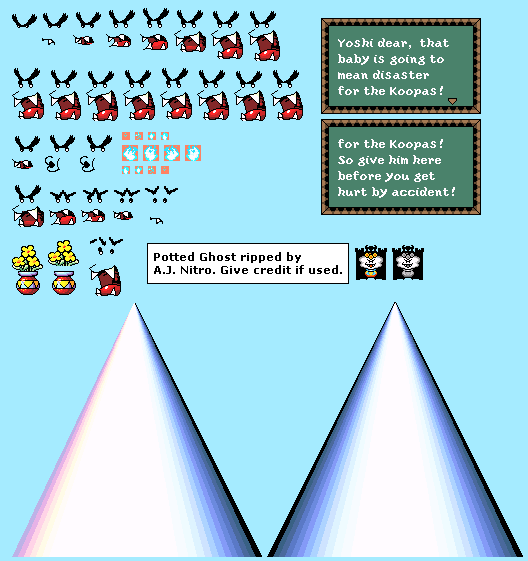 Yoshi dear, that
baby is going to
mean disaster
for the Koopas!
for the Koopas!
So give him here
before you get
hurt by accident!
Potted Ghost ripped by
A.J. Nitro. Give credit if used.